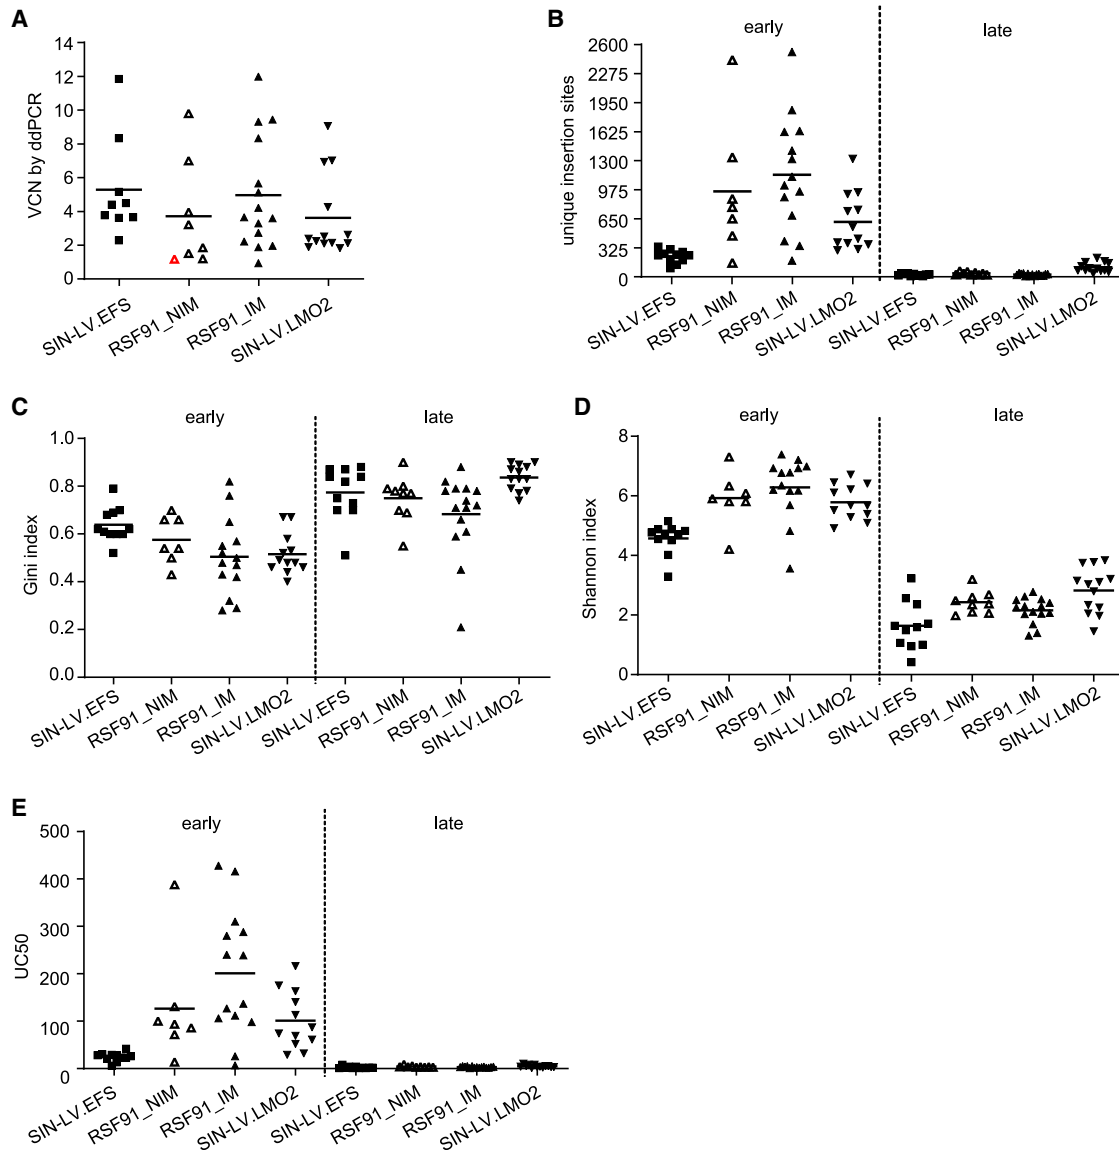 A
VCN by ddPCR
14
12
10
8
6
4
2
0
SIN-LV.EFS
RSF91_NIM
RSF91_IM
SIN-LV.LMO2
B
early
late
unique insertion sites
2600
2275
1950
1625
1300
975
650
325
0
SIN-LV.EFS
RSF91_NIM
RSF91_IM
SIN-LV.LMO2
SIN-LV.EFS
RSF91_NIM
RSF91_IM
SIN-LV.LMO2
C
early
late
Gini index
1.0
0.8
0.6
0.4
0.2
0.0
SIN-LV.EFS
RSF91_NIM
RSF91_IM
SIN-LV.LMO2
SIN-LV.EFS
RSF91_NIM
RSF91_IM
SIN-LV.LMO2
D
early
late
Shannon index
8
6
4
2
0
SIN-LV.EFS
RSF91_NIM
RSF91_IM
SIN-LV.LMO2
SIN-LV.EFS
RSF91_NIM
RSF91_IM
SIN-LV.LMO2
E
early
late
UC50
500
400
300
200
100
0
SIN-LV.EFS
RSF91_NIM
RSF91_IM
SIN-LV.LMO2
SIN-LV.EFS
RSF91_NIM
RSF91_IM
SIN-LV.LMO2